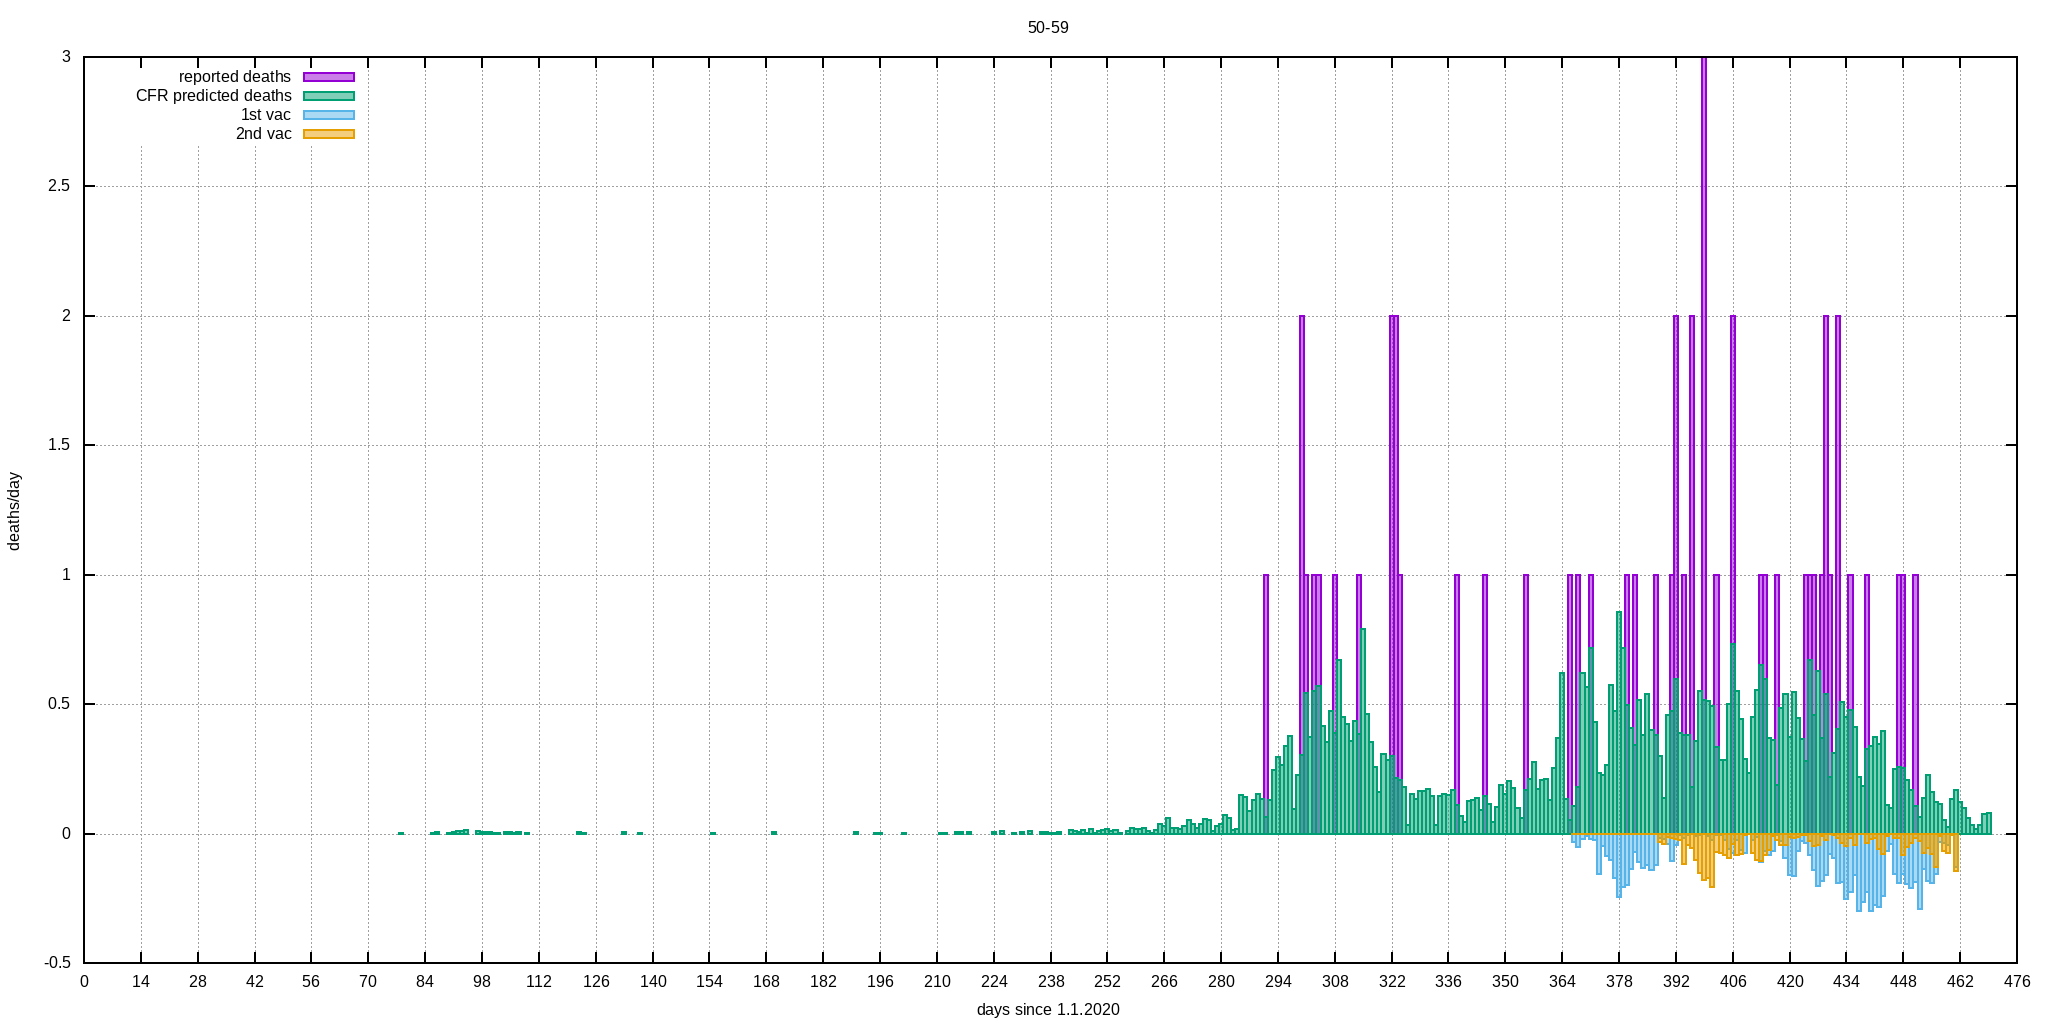 50-59
reported deaths
CFR predicted deaths
1st vac
2nd vac
3
2.5
2
1.5
1
0.5
0
-0.5
deaths/day
0 14 28 42 56 70 84 98 112 126 140 154 168 182 196 210 224 238 252 266 280 294 308 322 336 350 364 378 392 406 420 434 448 462 476
days since 1.1.2020